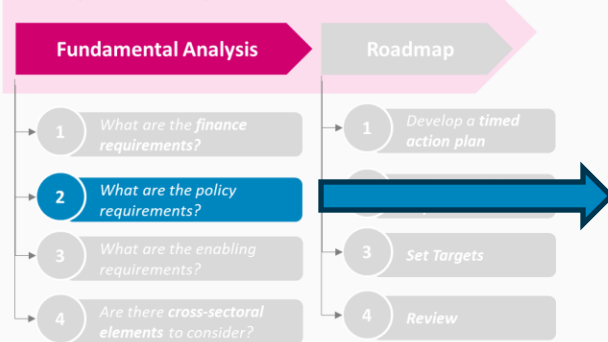 Fundamental Analysis
Roadmap
1
What are the finance
requirements?
2
What are the policy
requirements?
3
What are the enabling
requirements?
4
Are there cross-sectoral
elements to consider?
1
Develop a timed
action plan
3
Set Targets
4
Review